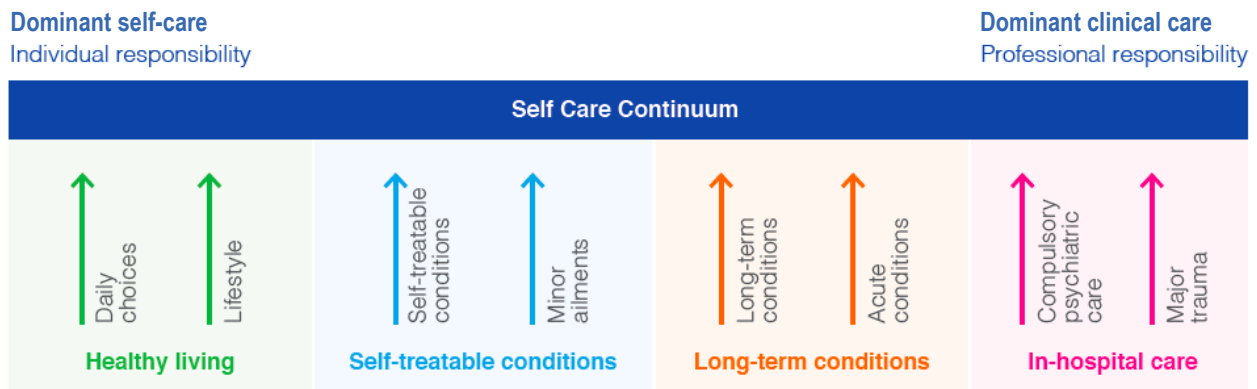 Dominant self-care
Individual responsibility
Dominant clinical care
Professional responsibility
Self Care Continuum
Daily
choices
Lifestyle
Self-treatable
conditions
Minor
ailments
Long-term
conditions
Acute
conditions
Compulsory
psychiatric
care
Major
trauma
Healthy living
Self-treatable conditions
Long-term conditions
In-hospital care